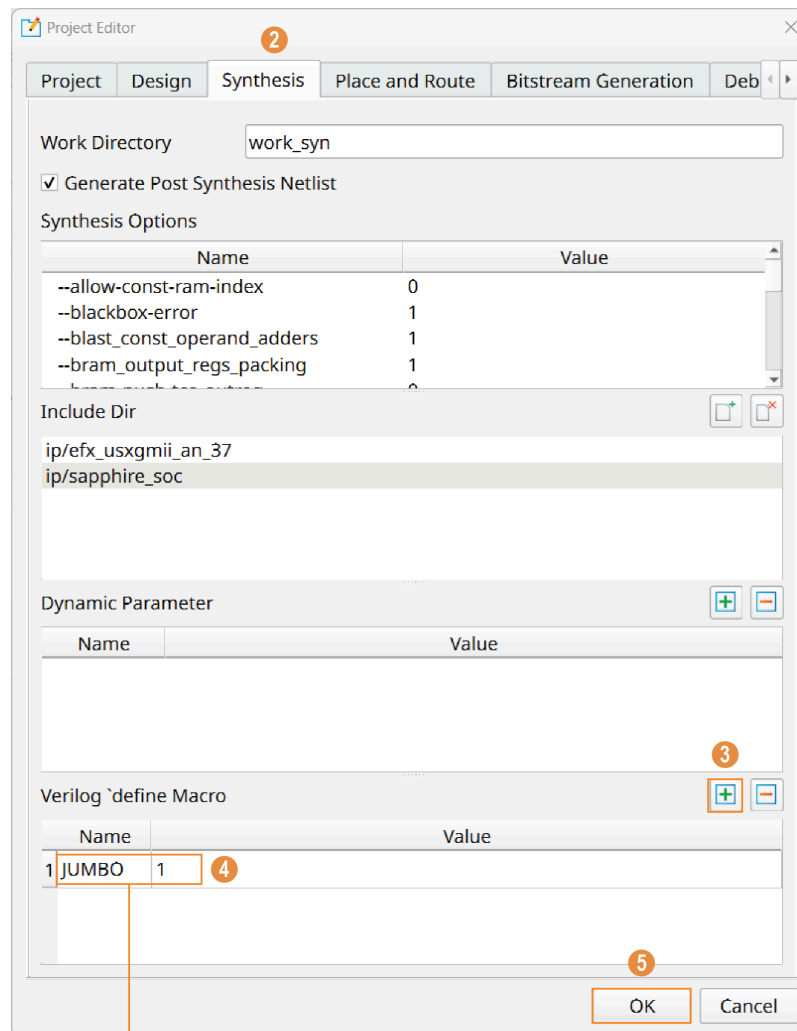 Project Editor
2
Project Design Synthesis Place and Route Bitstream Generation Deb
Work Directory work_syn
Generate Post Synthesis Netlist
Synthesis Options
Name Value
--allow-const-ram-index 0
--blackbox-error 1
--blast_const_operand_adders 1
--bram_output_regs_packing 1
Include Dir
ip/efx_usxgmii_an_37
ip/sapphire_soc
Dynamic Parameter
Name Value
3
Verilog `define Macro
Name Value
1 JUMBO 1 4
5
OK Cancel